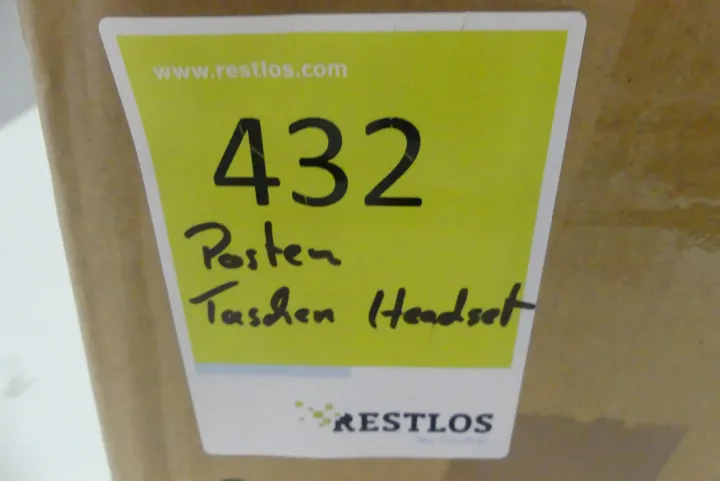 www.restlos.com
432
Posten
Taschen Headset
RESTLOS